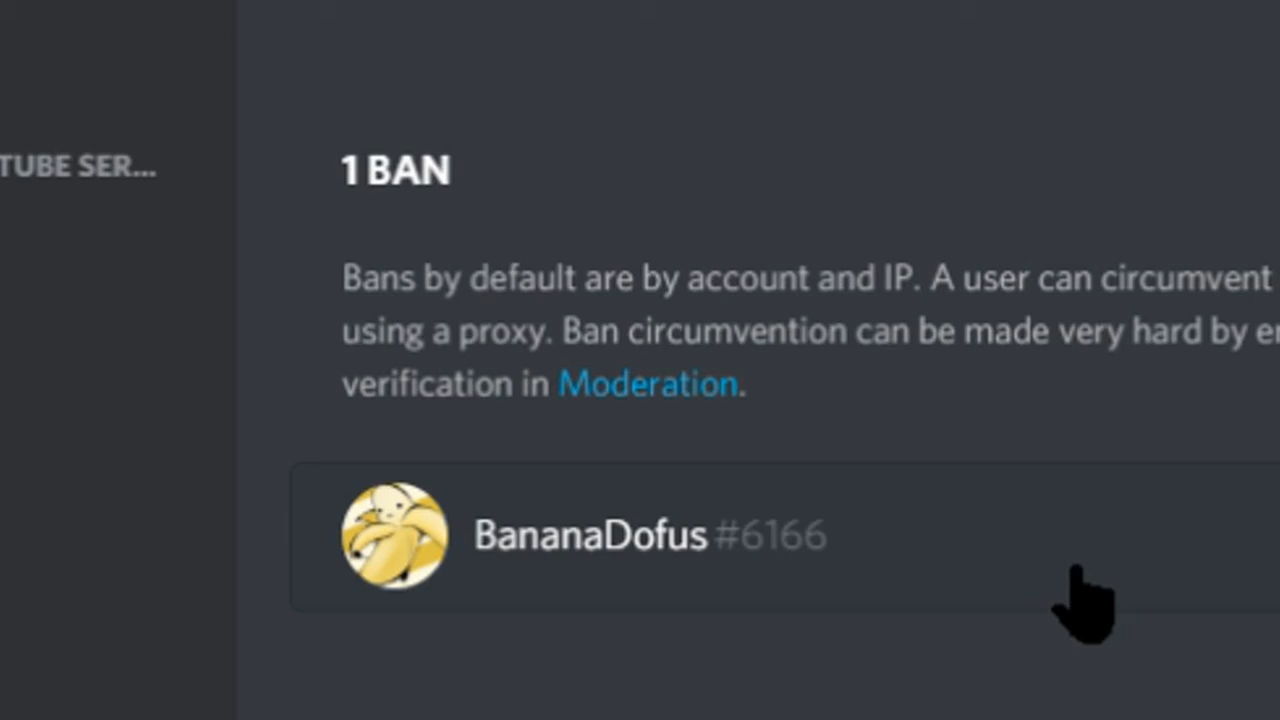 TUBE SER...
1 BAN
Bans by default are by account and IP. A user can circumvent
using a proxy. Ban circumvention can be made very hard by
verification in Moderation.
BananaDofus #6166